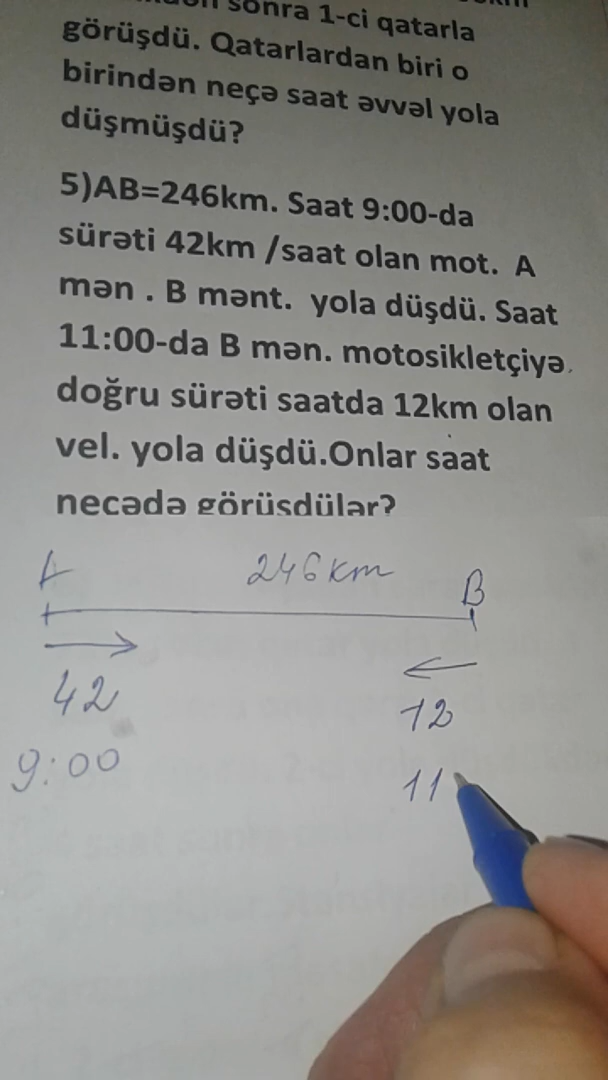 sonra 1-ci qatarla
görüşdü. Qatarlardan biri o
birindən neçə saat əvvəl yola
düşmüşdü?
5)AB=246km. Saat 9:00-da
sürəti 42km /saat olan mot. A
mən . B mənt. yola düşdü. Saat
11:00-da B mən. motosikletçiyə.
doğru sürəti saatda 12km olan
vel. yola düşdü.Onlar saat
neçədə görüşdülər?
A 246 km B
42 12
9:00 11